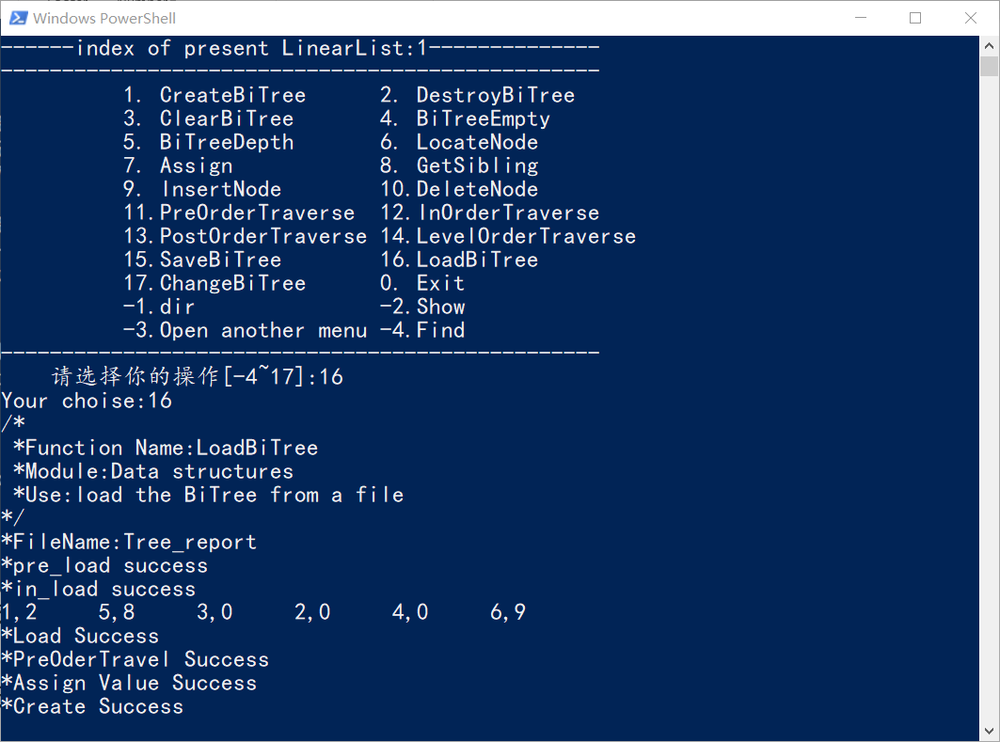 Windows PowerShell
------index of present LinearList:1--------------
-------------------------------------------------
1. CreateBiTree 2. DestroyBiTree
3. ClearBiTree 4. BiTreeEmpty
5. BiTreeDepth 6. LocateNode
7. Assign 8. GetSibling
9. InsertNode 10.DeleteNode
11.PreOrderTraverse 12.InOrderTraverse
13.PostOrderTraverse 14.LevelOrderTraverse
15.SaveBiTree 16.LoadBiTree
17.ChangeBiTree 0. Exit
-1.dir -2.Show
-3.Open another menu -4.Find
-------------------------------------------------
请选择你的操作[-4~17]:16
Your choise:16
/*
*Function Name:LoadBiTree
*Module:Data structures
*Use:load the BiTree from a file
*/
*FileName:Tree_report
*pre_load success
*in_load success
1,2 5,8 3,0 2,0 4,0 6,9
*Load Success
*PreOderTravel Success
*Assign Value Success
*Create Success